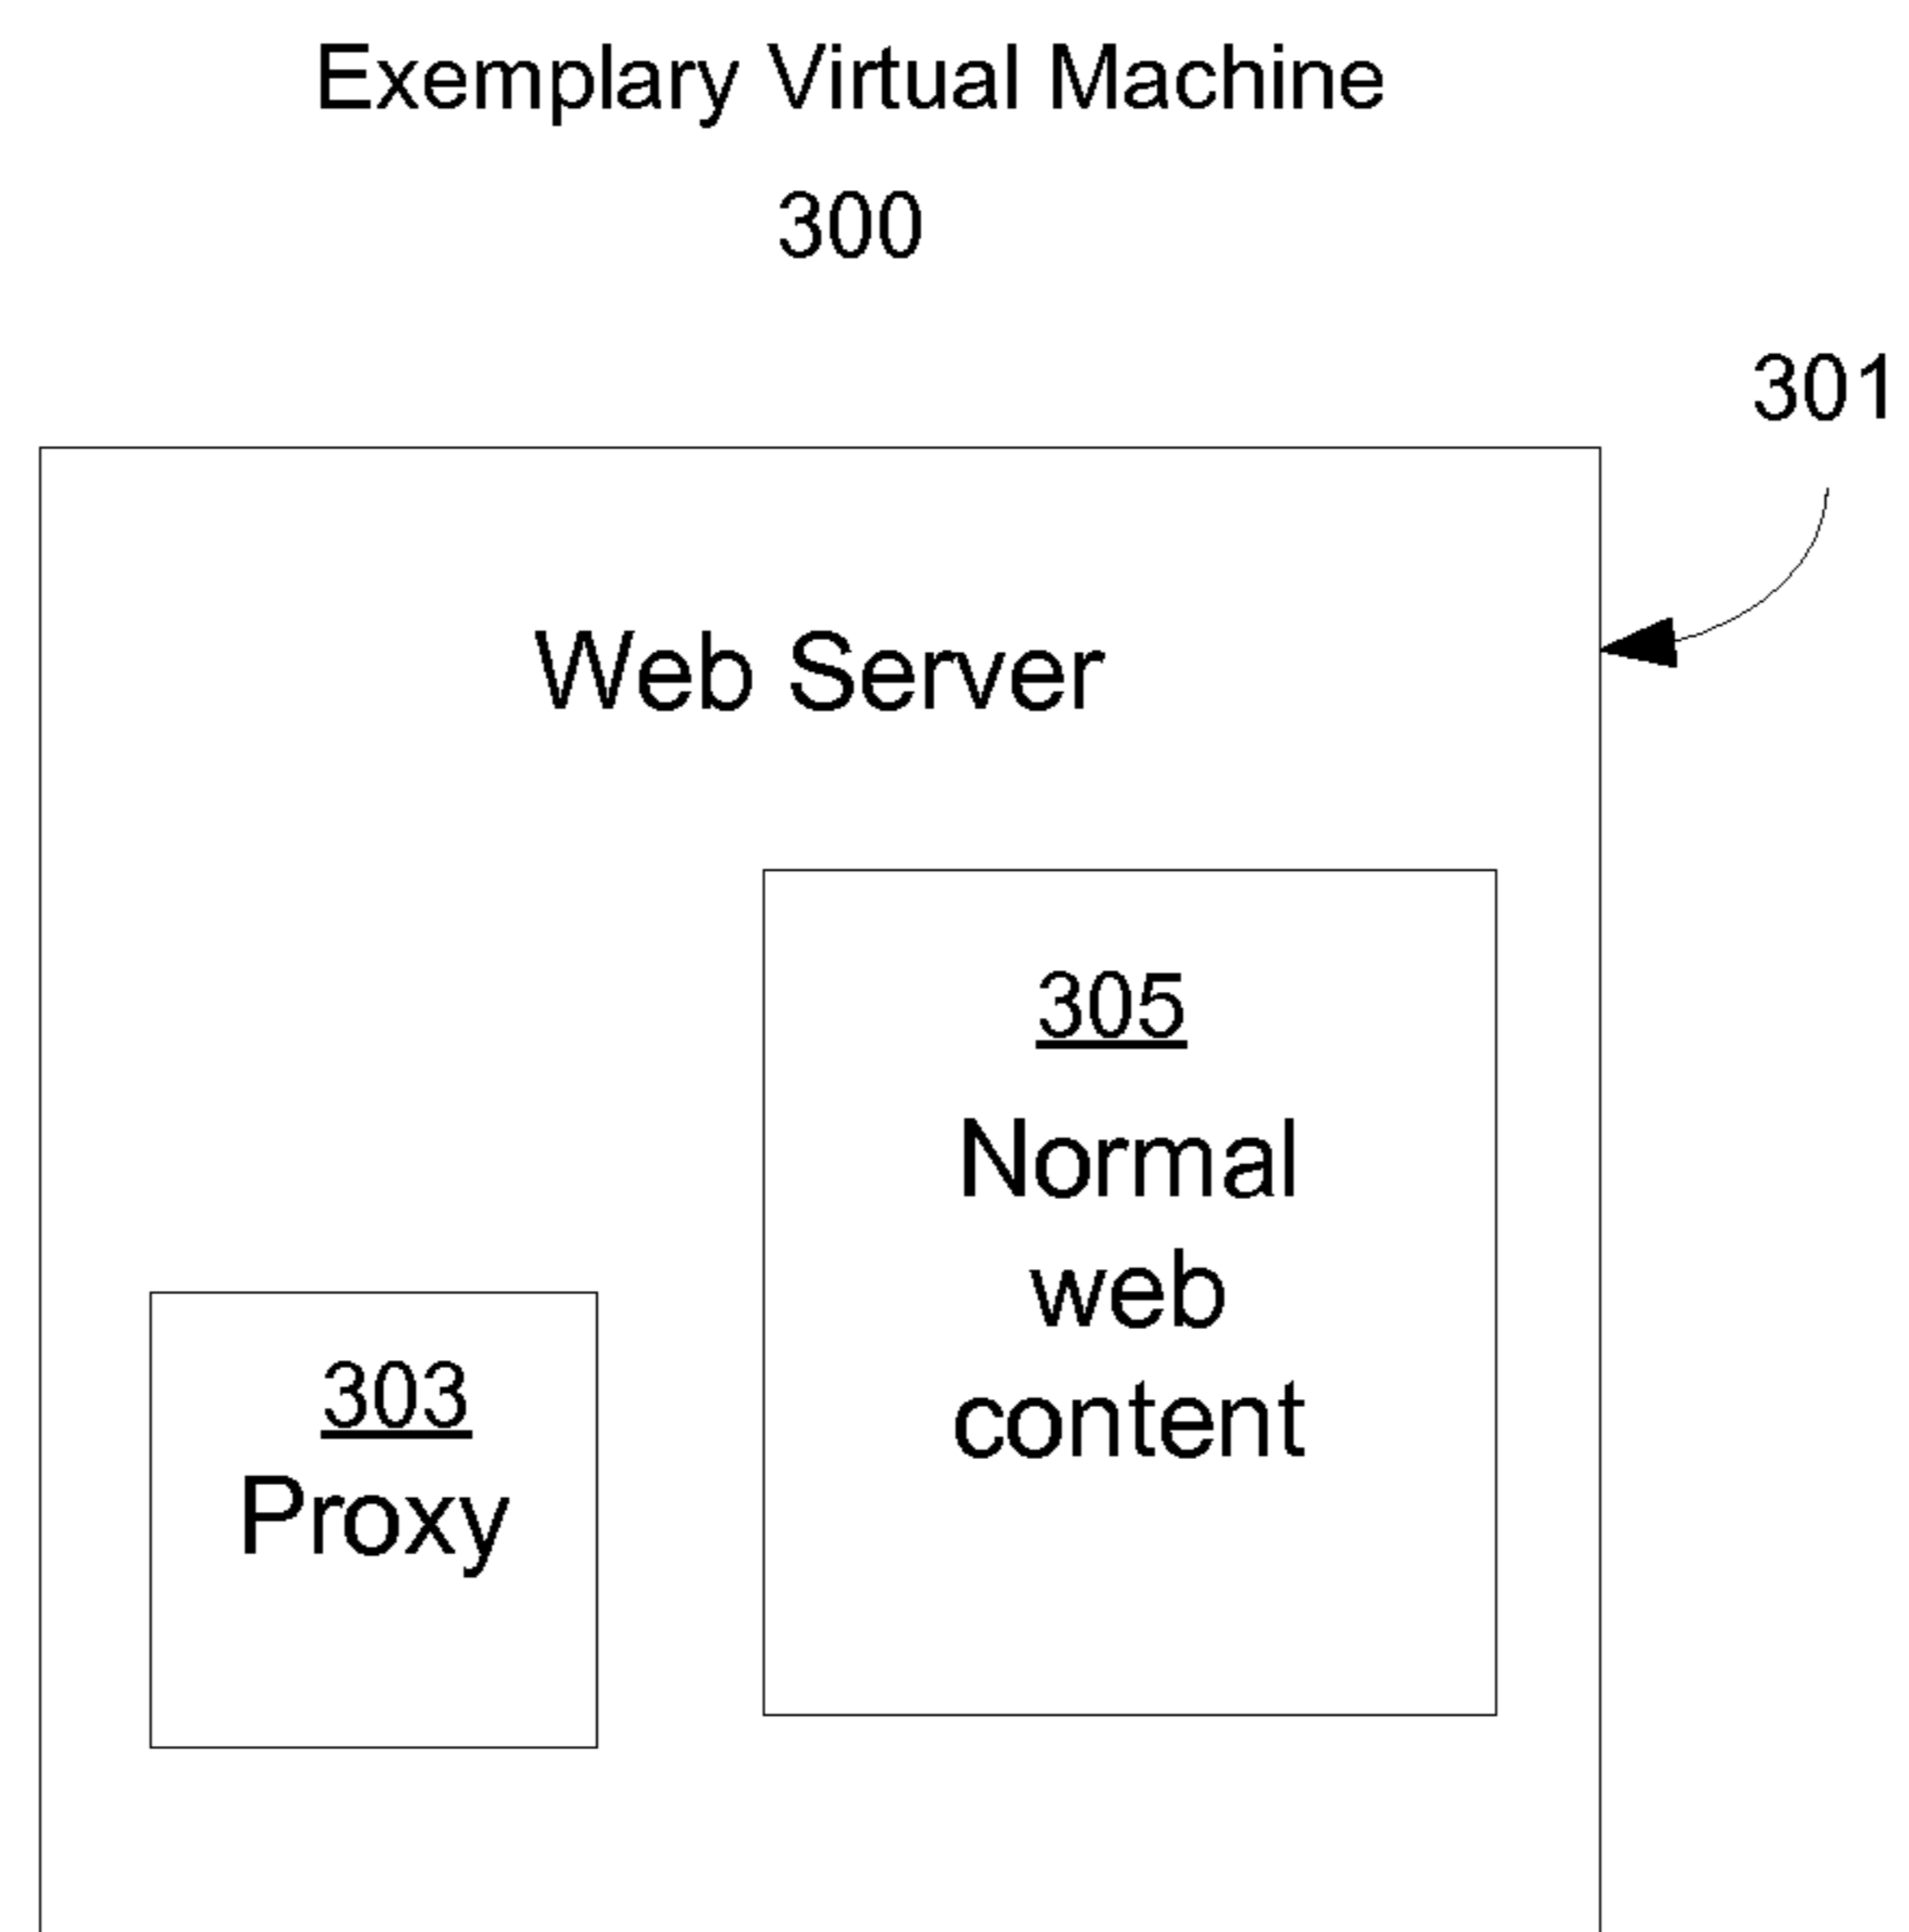 Exemplary Virtual Machine
300
301
Web Server
305
Normal
web
content
303
Proxy